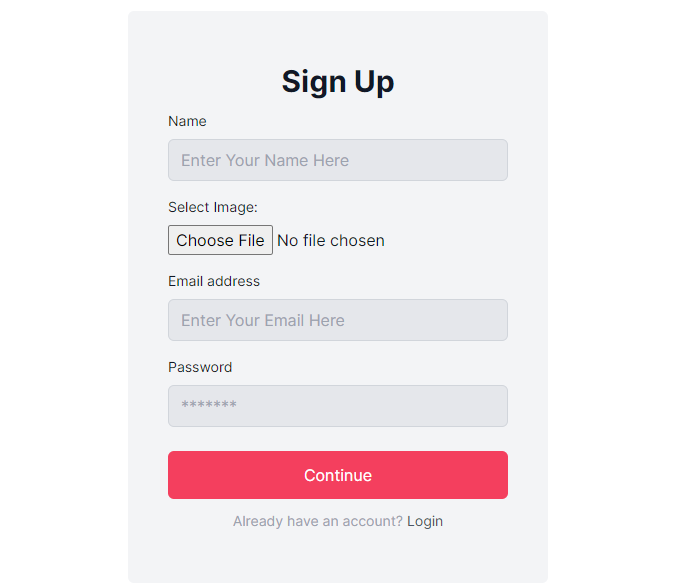 Sign Up
Name
Enter Your Name Here
Select Image:
Choose File No file chosen
Email address
Enter Your Email Here
Password
*******
Continue
Already have an account? Login